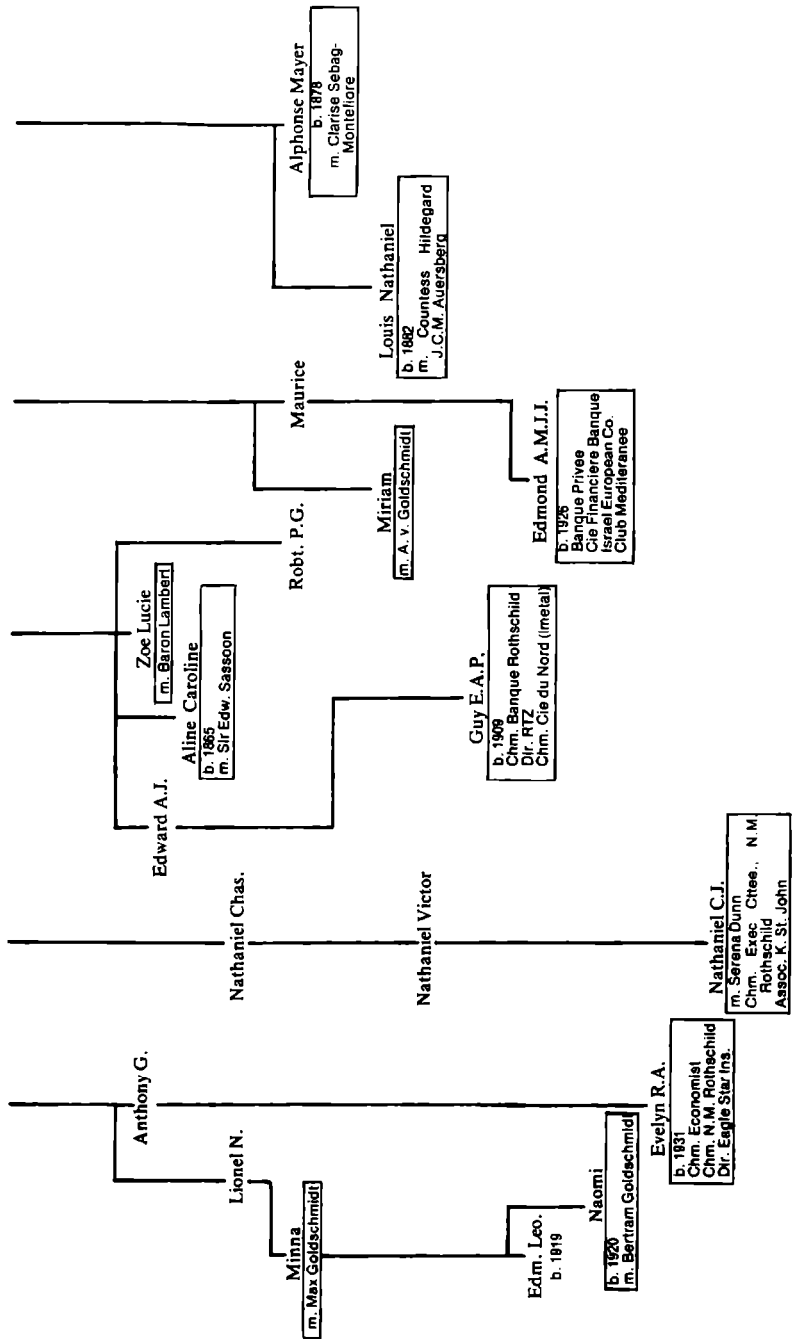 Alphonse Mayer
b. 1878
m. Clarise Sebag-
Montefiore
Louis Nathaniel
b. 1882
m. Countess Hildegard
J.C.M. Auersberg
Maurice
Miriam
m. A. v. Goldschmidt
Edmond A.M.J.J.
b. 1926
Banque Privee
Cie Financiere Banque
Israel European Co.
Club Mediteranee
Robt. P.G.
Zoe Lucie
m. Baron Lambert
Aline Caroline
b. 1865
m. Sir Edw. Sassoon
Edward A.J.
Guy E.A.P.
b. 1909
Chm. Banque Rothschild
Dir. RTZ
Chm. Cie du Nord (Imetal)
Nathaniel Chas.
Nathaniel Victor
Nathaniel C.J.
m. Serena Dunn
Chm. Exec Cttee., N.M.
Rothschild
Assoc. K. St. John
Anthony G.
Evelyn R.A.
b. 1931
Chm. Economist
Chm. N.M. Rothschild
Dir. Eagle Star Ins.
Lionel N.
Minna
m. Max Goldschmidt
Edm. Leo.
b. 1919
Naomi
b. 1920
m. Bertram Goldschmidt